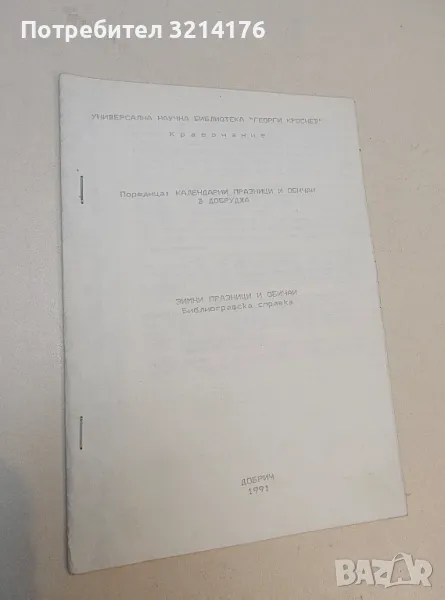 Потребител 3214176
УНИВЕРСАЛНА НАУЧНА БИБЛИОТЕКА "ГЕОРГИ КРОСНЕВ"
Краезнание
КАЛЕНДАРНИ ПРАЗНИЦИ И ОБИЧАИ
В ДОБРУДЖА
ЗИМНИ ПРАЗНИЦИ И ОБИЧАИ
Библиографска справка
ДОБРИЧ
1991
BAZAR